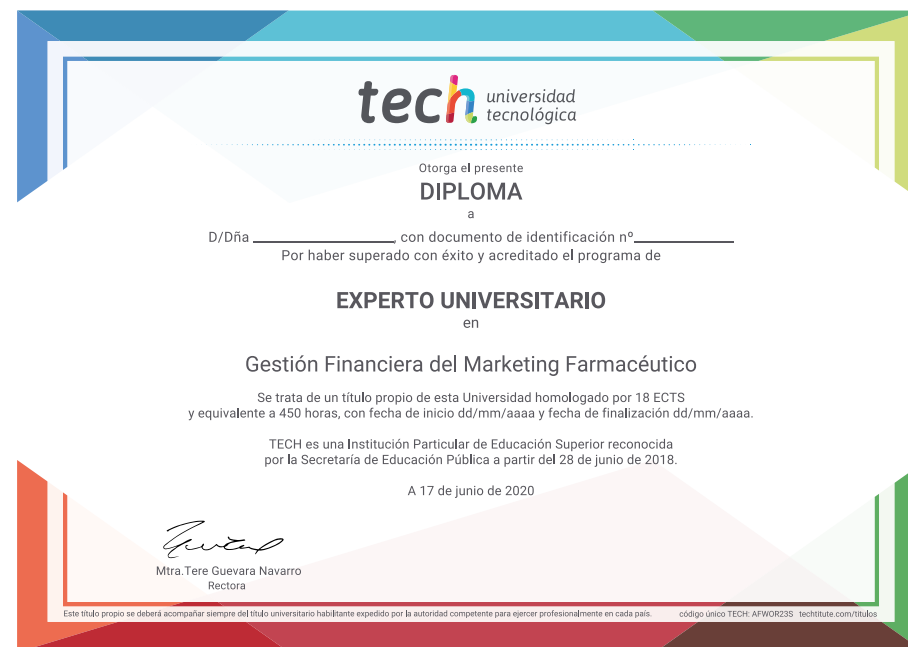 tech universidad
tecnológica
Otorga el presente
DIPLOMA
a
D/Dña ________________, con documento de identificación nº____________
Por haber superado con éxito y acreditado el programa de
EXPERTO UNIVERSITARIO
en
Gestión Financiera del Marketing Farmacéutico
Se trata de un título propio de esta Universidad homologado por 18 ECTS
y equivalente a 450 horas, con fecha de inicio dd/mm/aaaa y fecha de finalización dd/mm/aaaa.
TECH es una Institución Particular de Educación Superior reconocida
por la Secretaría de Educación Pública a partir del 28 de junio de 2018.
A 17 de junio de 2020
Mtra.Tere Guevara Navarro
Rectora
Este título propio se deberá acompañar siempre del título universitario habilitante expedido por la autoridad competente para ejercer profesionalmente en cada país. código único TECH: AFWOR23S techtitute.com/titulos